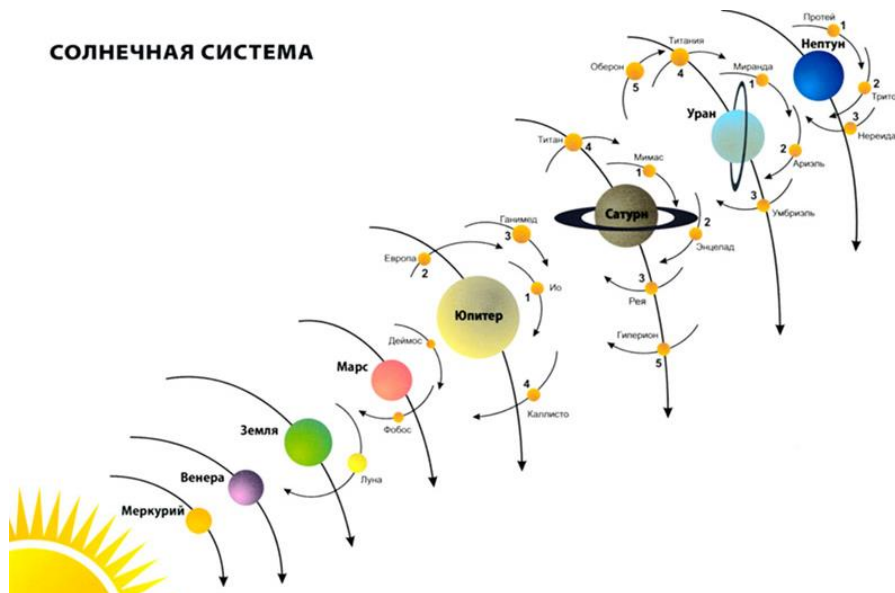 СОЛНЕЧНАЯ СИСТЕМА
Меркурий
Венера
Земля
Луна
Марс
Деймос
Фобос
Юпитер
Европа
2
Ганимед
3
Ио
1
4
Каллисто
Сатурн
Титан
4
Мимас
1
2
Энцелад
3
Рея
Гиперион
5
Уран
Оберон
5
Титания
4
Миранда
1
2
Ариэль
3
Умбриэль
Нептун
Протей
1
2
Трито
3
Нереида